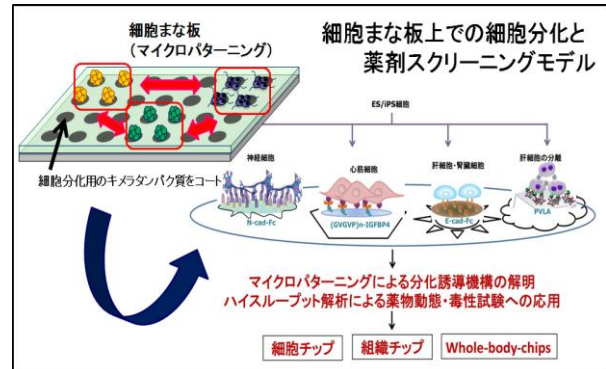 細胞まな板
(マイクロパターニング)
細胞まな板上での細胞分化と
薬剤スクリーニングモデル
細胞分化用のキメラタンパク質をコート
ES/iPS細胞
神経細胞
心筋細胞
肝細胞・腎臓細胞
肝細胞の分離
N-cad-Fc
(GVGVP)n-IGFBP4
E-cad-Fc
PVLA
マイクロパターニングによる分化誘導機構の解明
ハイスループット解析による薬物動態・毒性試験への応用
細胞チップ
組織チップ
Whole-body-chips